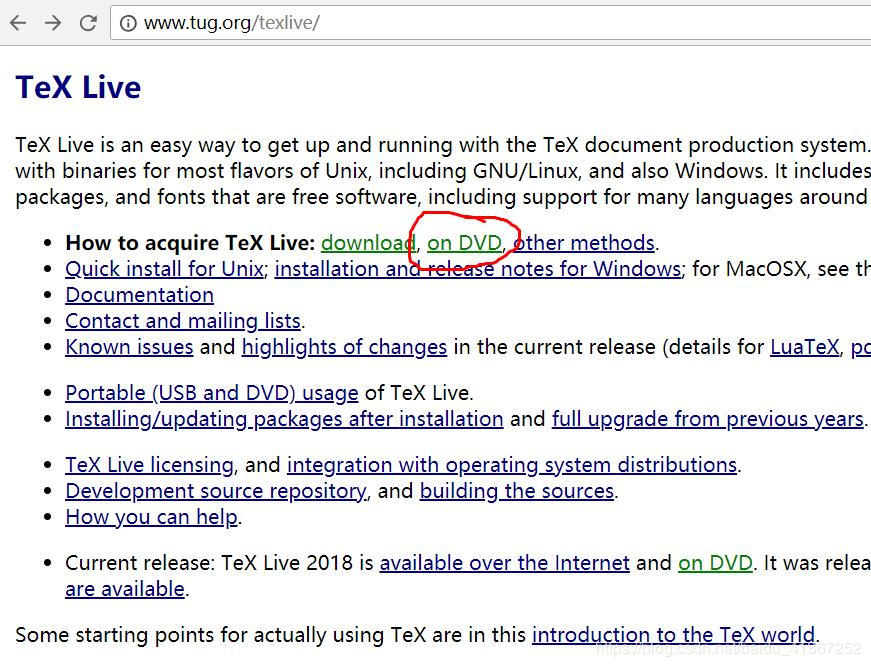 www.tug.org/texlive/
TeX Live
TeX Live is an easy way to get up and running with the TeX document production system.
with binaries for most flavors of Unix, including GNU/Linux, and also Windows. It includes
packages, and fonts that are free software, including support for many languages around
• How to acquire TeX Live: download, on DVD, other methods.
• Quick install for Unix; installation and release notes for Windows; for MacOSX, see th
• Documentation
• Contact and mailing lists.
• Known issues and highlights of changes in the current release (details for LuaTeX, pd
• Portable (USB and DVD) usage of TeX Live.
• Installing/updating packages after installation and full upgrade from previous years.
• TeX Live licensing, and integration with operating system distributions.
• Development source repository, and building the sources.
• How you can help.
• Current release: TeX Live 2018 is available over the Internet and on DVD. It was relea
are available.
Some starting points for actually using TeX are in this introduction to the TeX world.
https://blog.csdn.net/baidu_41867252